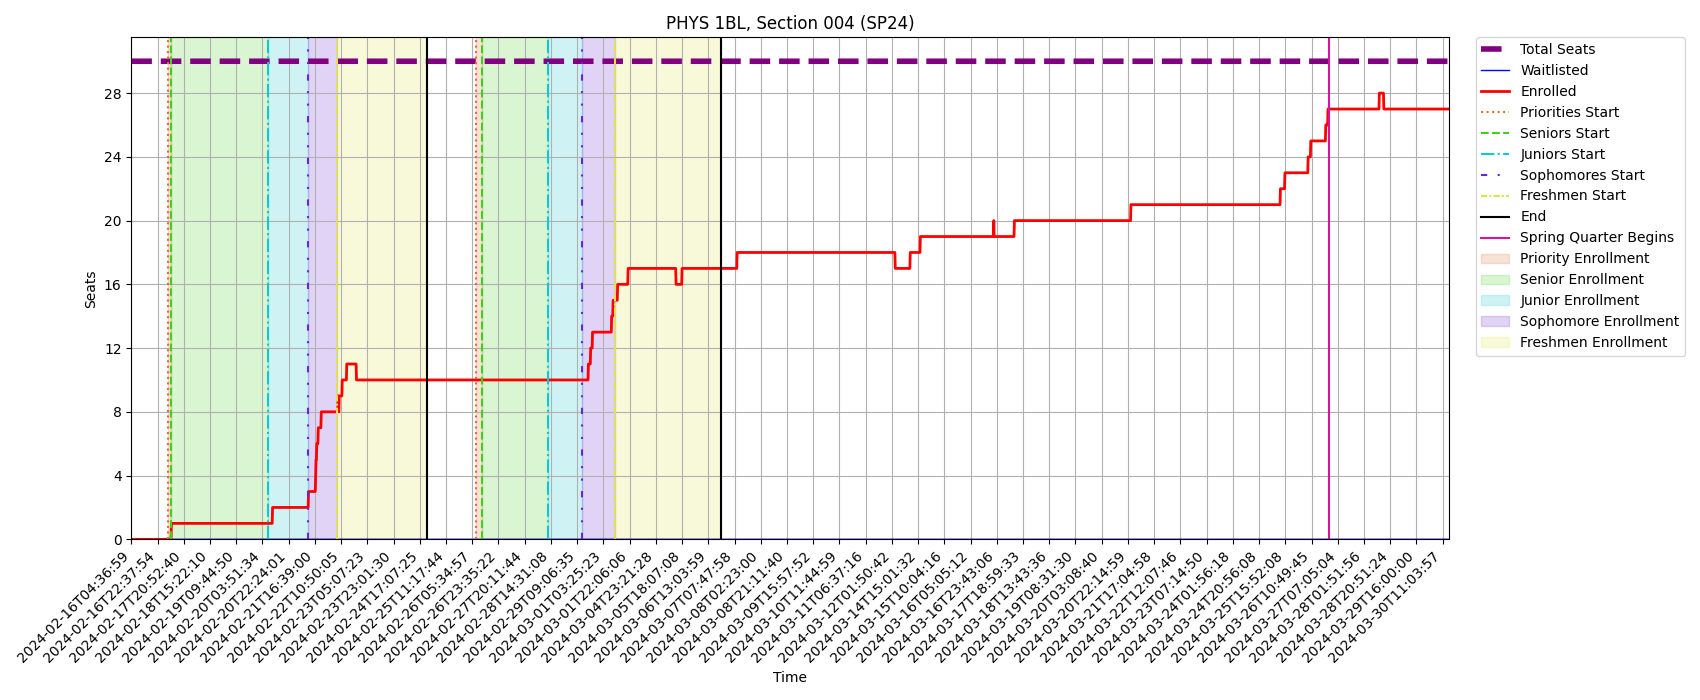 PHYS 1BL, Section 004 (SP24)
Total Seats
Waitlisted
Enrolled
Priorities Start
Seniors Start
Juniors Start
Sophomores Start
Freshmen Start
End
Spring Quarter Begins
Priority Enrollment
Senior Enrollment
Junior Enrollment
Sophomore Enrollment
Freshmen Enrollment
Seats
28
24
20
16
12
8
4
0
2024-02-16T04:36:59
2024-02-16T22:37:54
2024-02-17T20:52:40
2024-02-18T15:22:10
2024-02-19T09:44:50
2024-02-20T03:51:34
2024-02-20T22:24:01
2024-02-21T16:39:00
2024-02-22T10:50:05
2024-02-23T05:07:23
2024-02-23T23:01:30
2024-02-24T17:07:25
2024-02-25T11:17:44
2024-02-26T05:34:57
2024-02-26T23:35:22
2024-02-27T20:11:44
2024-02-28T14:31:08
2024-02-29T09:06:35
2024-03-01T03:25:23
2024-03-01T22:06:06
2024-03-04T23:21:28
2024-03-05T18:07:08
2024-03-06T13:03:59
2024-03-07T07:47:58
2024-03-08T02:23:00
2024-03-08T21:11:40
2024-03-09T15:57:52
2024-03-10T11:44:59
2024-03-11T06:37:16
2024-03-12T01:50:42
2024-03-14T15:01:32
2024-03-15T10:04:16
2024-03-16T05:05:12
2024-03-16T23:43:06
2024-03-17T18:59:33
2024-03-18T13:43:36
2024-03-19T08:31:30
2024-03-20T03:08:40
2024-03-20T22:14:59
2024-03-21T17:04:58
2024-03-22T12:07:46
2024-03-23T07:14:50
2024-03-24T01:56:18
2024-03-24T20:56:08
2024-03-25T15:52:08
2024-03-26T10:49:45
2024-03-27T07:05:04
2024-03-28T01:51:56
2024-03-28T20:51:24
2024-03-29T16:00:00
2024-03-30T11:03:57
Time